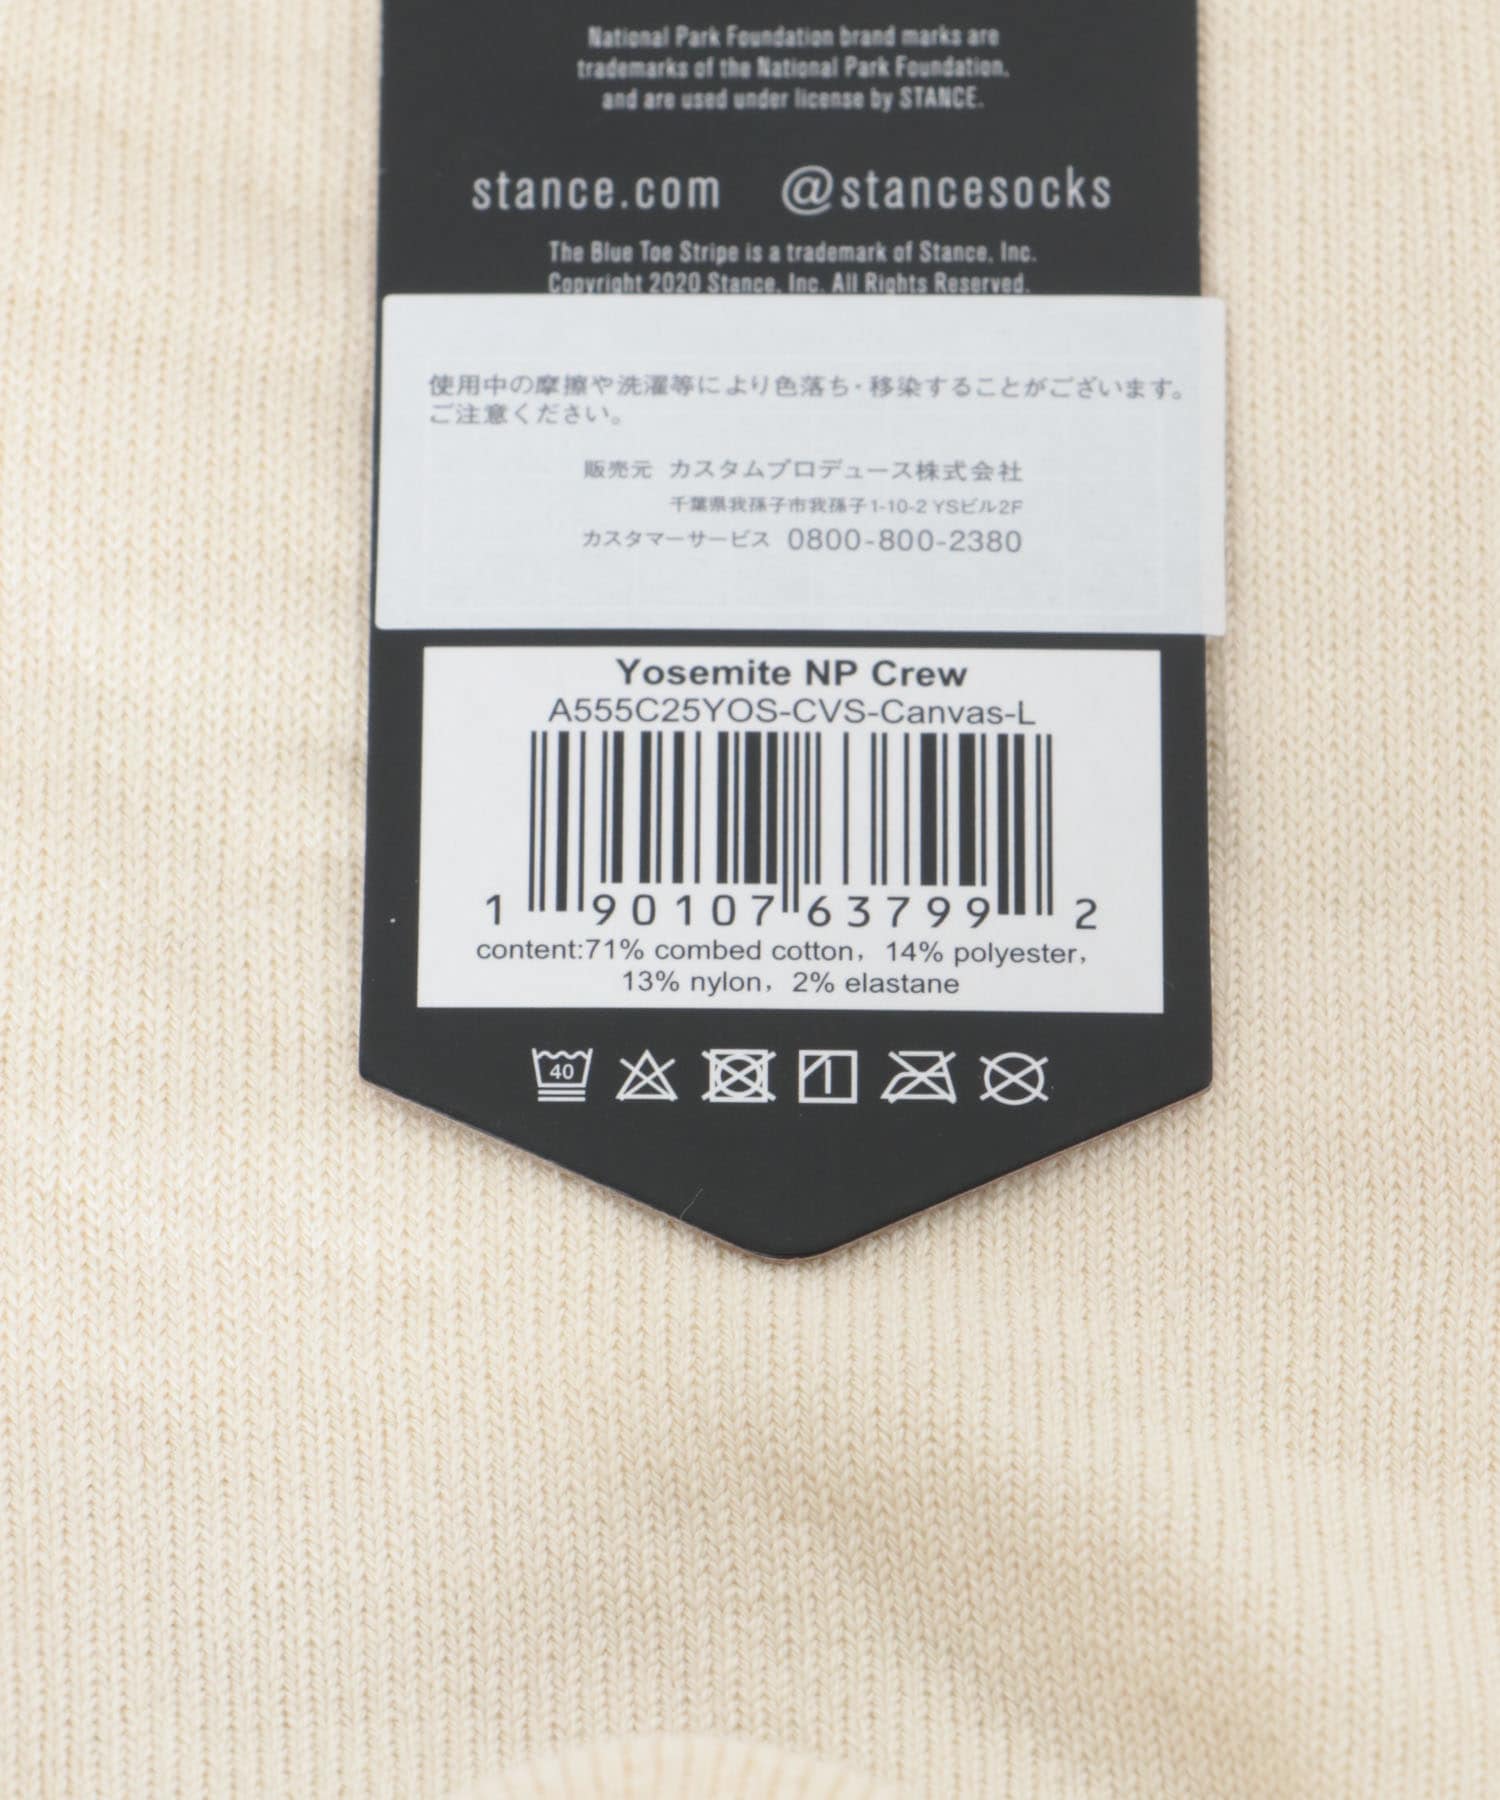 National Park Foundation brand marks are
trademarks of the National Park Foundation.
and are used under license by STANCE.
stance.com @stancesocks
The Blue Toe Stripe is a trademark of Stance, Inc.
Copyright 2020 Stance, Inc. All Rights Reserved.
使用中の摩擦や洗濯等により色落ち・移染することがございます。
ご注意ください。
販売元 カスタムプロデュース株式会社
千葉県我孫子市我孫子1-10-2 YSビル2F
カスタマーサービス 0800-800-2380
Yosemite NP Crew
A555C25YOS-CVS-Canvas-L
1 90107 63799 2
content:71% combed cotton, 14% polyester,
13% nylon, 2% elastane
40